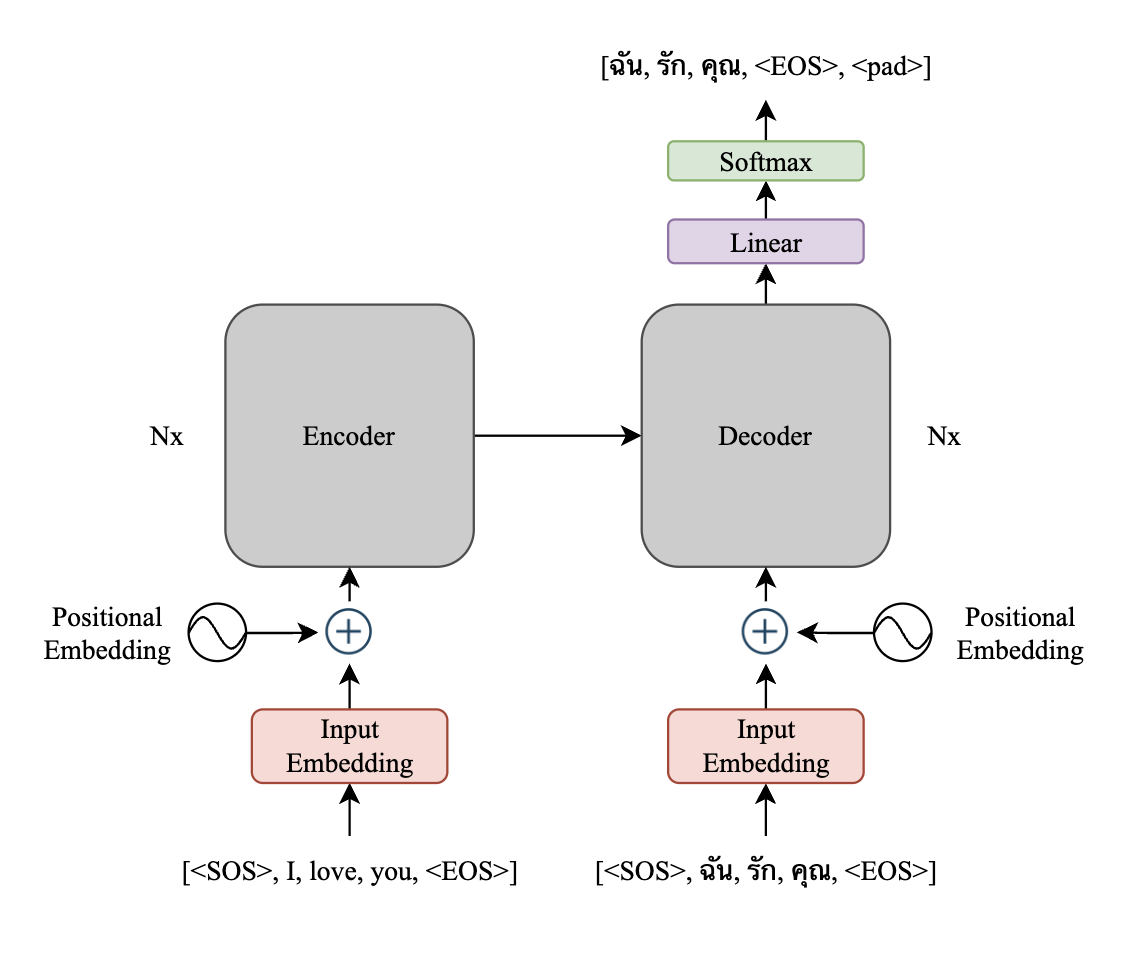 [ฉัน, รัก, คุณ, <EOS>, <pad>]
Softmax
Linear
Nx
Encoder
Decoder
Nx
Positional
Embedding
Positional
Embedding
Input
Embedding
Input
Embedding
[<SOS>, I, love, you, <EOS>]
[<SOS>, ฉัน, รัก, คุณ, <EOS>]